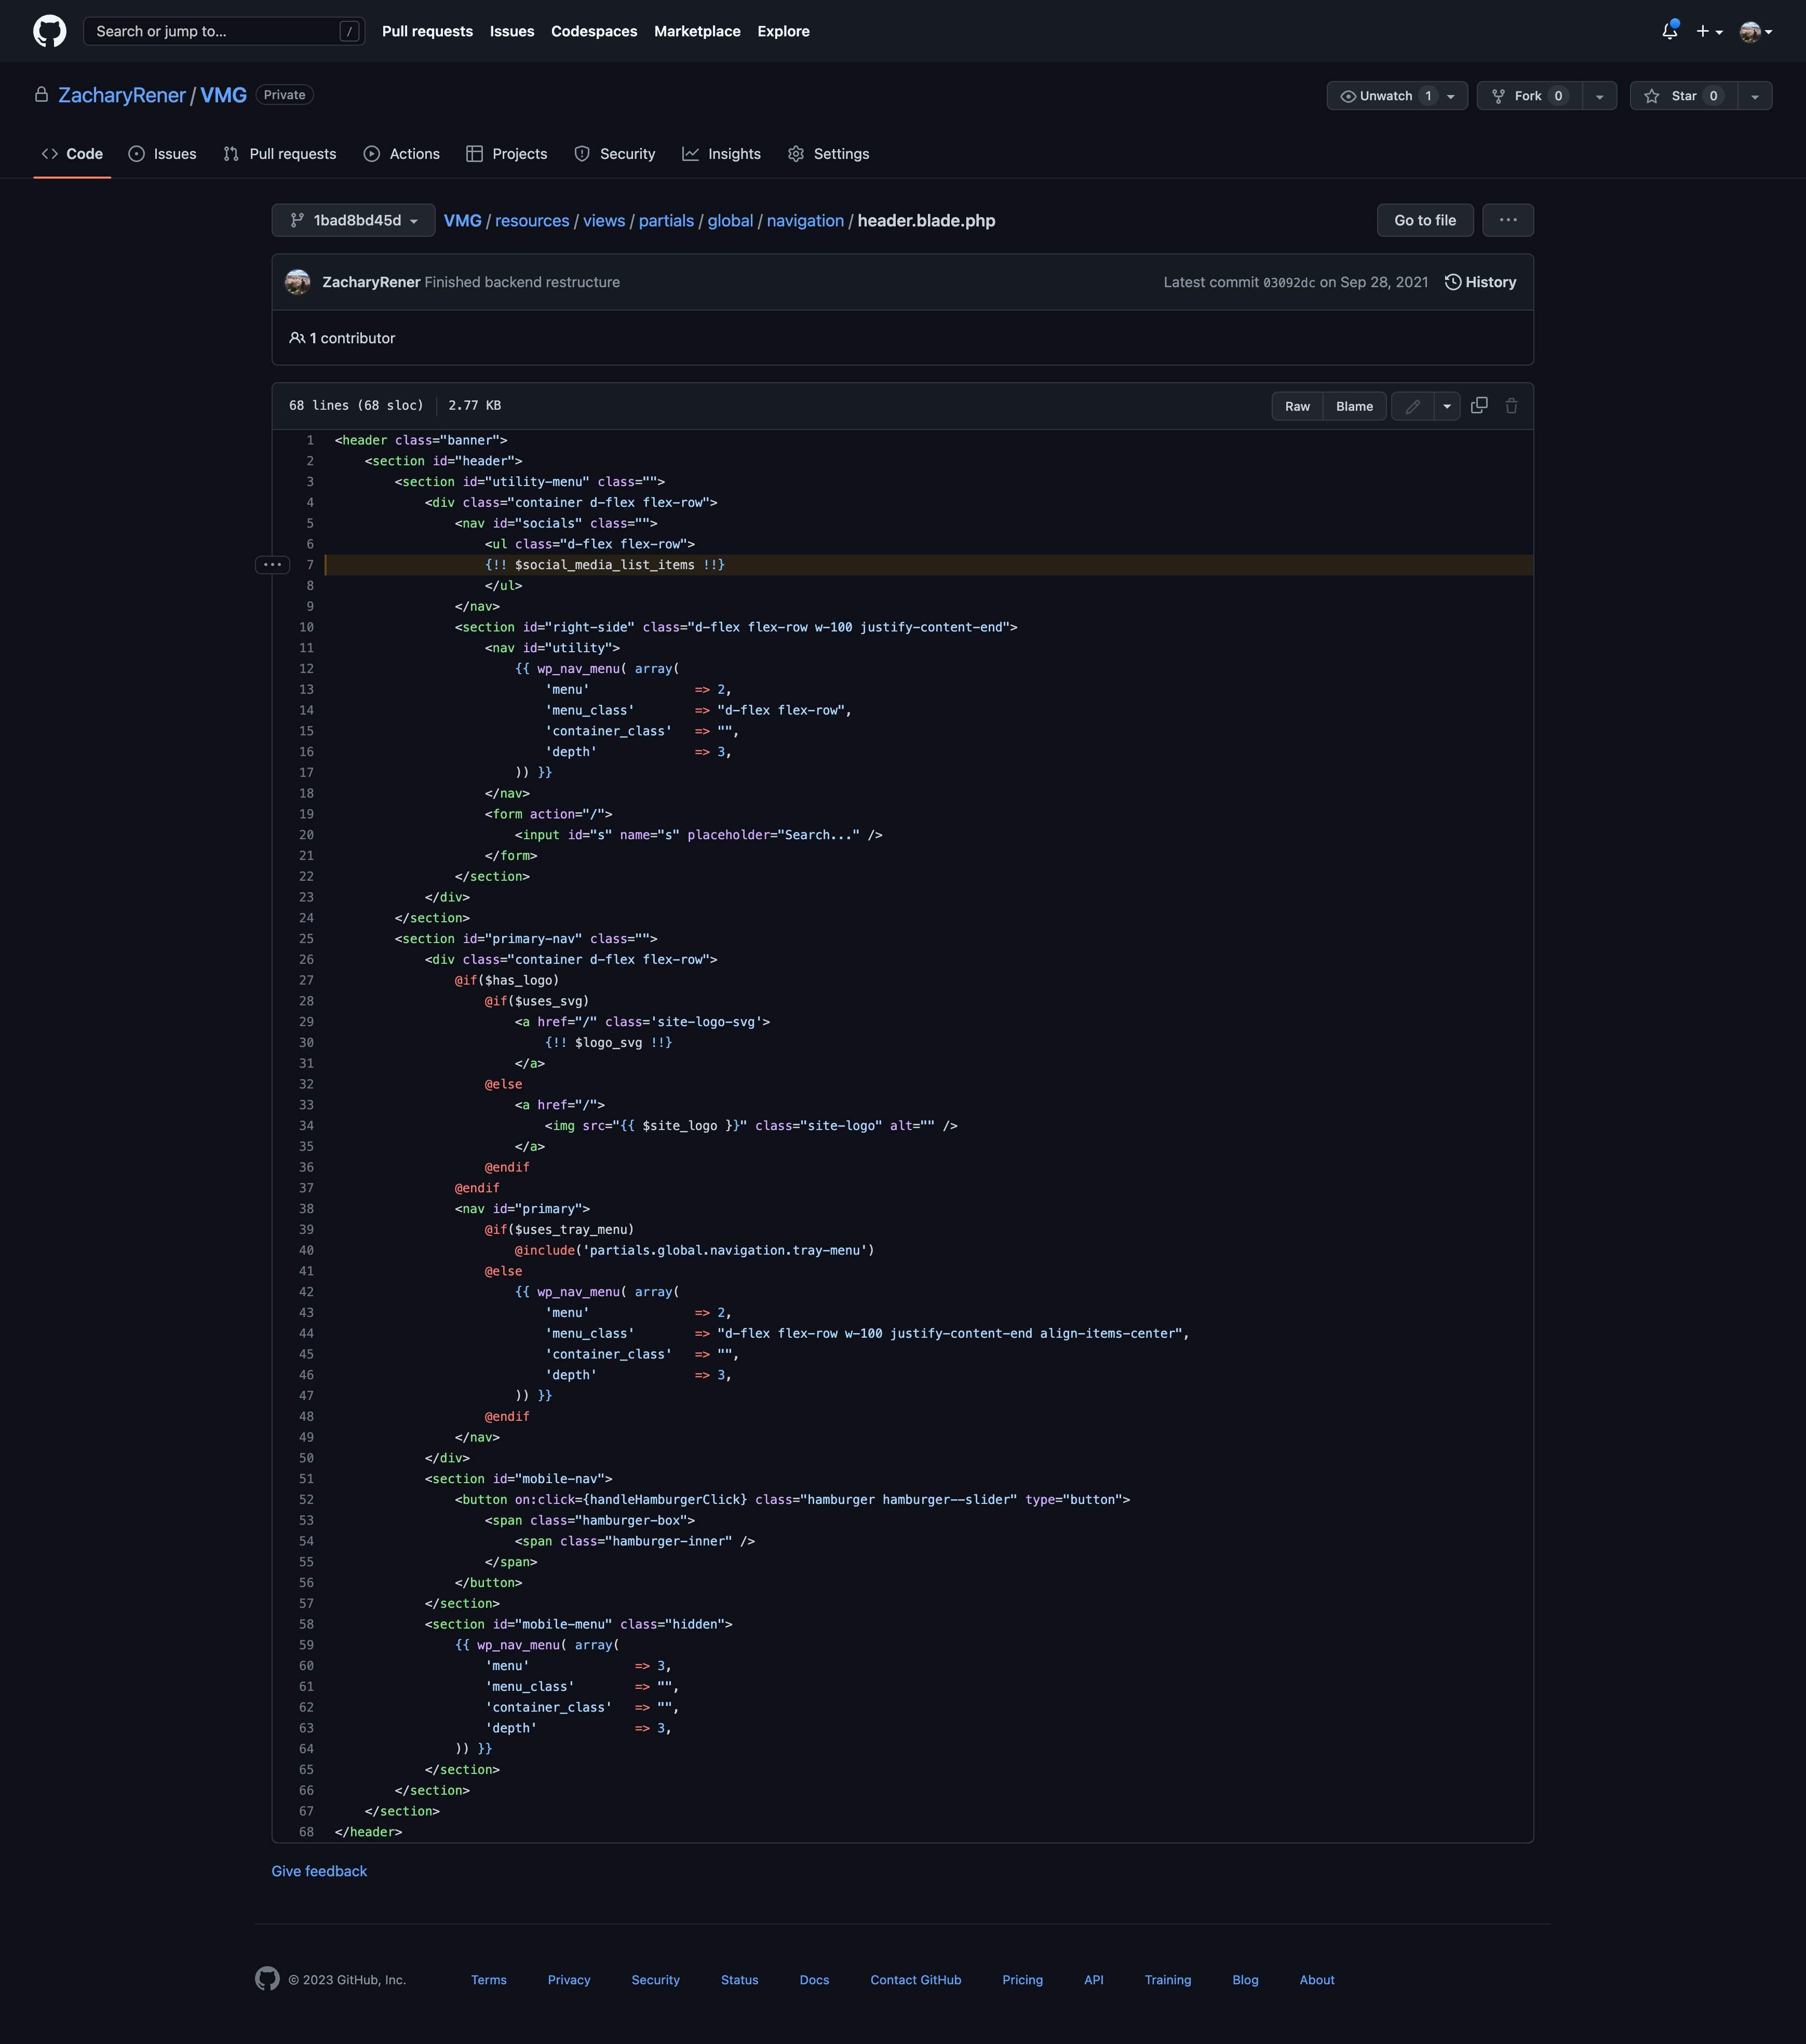 Search or jump to... /
Pull requests Issues Codespaces Marketplace Explore
ZacharyRener / VMG Private
Unwatch 1 Fork 0 Star 0
Code Issues Pull requests Actions Projects Security Insights Settings
1bad8bd45d VMG / resources / views / partials / global / navigation / header.blade.php Go to file ...
ZacharyRener Finished backend restructure Latest commit 03092dc on Sep 28, 2021 History
1 contributor
68 lines (68 sloc) 2.77 KB Raw Blame
1 <header class="banner">
2     <section id="header">
3         <section id="utility-menu" class="">
4             <div class="container d-flex flex-row">
5                 <nav id="socials" class="">
6                     <ul class="d-flex flex-row">
7                     {!! $social_media_list_items !!}
8                     </ul>
9                 </nav>
10                 <section id="right-side" class="d-flex flex-row w-100 justify-content-end">
11                     <nav id="utility">
12                         {{ wp_nav_menu( array(
13                             'menu'              => 2,
14                             'menu_class'        => "d-flex flex-row",
15                             'container_class'   => "",
16                             'depth'             => 3,
17                         )) }}
18                     </nav>
19                     <form action="/">
20                         <input id="s" name="s" placeholder="Search..." />
21                     </form>
22                 </section>
23             </div>
24         </section>
25         <section id="primary-nav" class="">
26             <div class="container d-flex flex-row">
27                 @if($has_logo)
28                     @if($uses_svg)
29                         <a href="/" class='site-logo-svg'>
30                             {!! $logo_svg !!}
31                         </a>
32                     @else
33                         <a href="/">
34                             <img src="{{ $site_logo }}" class="site-logo" alt="" />
35                         </a>
36                     @endif
37                 @endif
38                 <nav id="primary">
39                     @if($uses_tray_menu)
40                         @include('partials.global.navigation.tray-menu')
41                     @else
42                         {{ wp_nav_menu( array(
43                             'menu'              => 2,
44                             'menu_class'        => "d-flex flex-row w-100 justify-content-end align-items-center",
45                             'container_class'   => "",
46                             'depth'             => 3,
47                         )) }}
48                     @endif
49                 </nav>
50             </div>
51             <section id="mobile-nav">
52                 <button on:click={handleHamburgerClick} class="hamburger hamburger--slider" type="button">
53                     <span class="hamburger-box">
54                         <span class="hamburger-inner" />
55                     </span>
56                 </button>
57             </section>
58             <section id="mobile-menu" class="hidden">
59                 {{ wp_nav_menu( array(
60                     'menu'              => 3,
61                     'menu_class'        => "",
62                     'container_class'   => "",
63                     'depth'             => 3,
64                 )) }}
65             </section>
66         </section>
67     </section>
68 </header>
Give feedback
© 2023 GitHub, Inc. Terms Privacy Security Status Docs Contact GitHub Pricing API Training Blog About